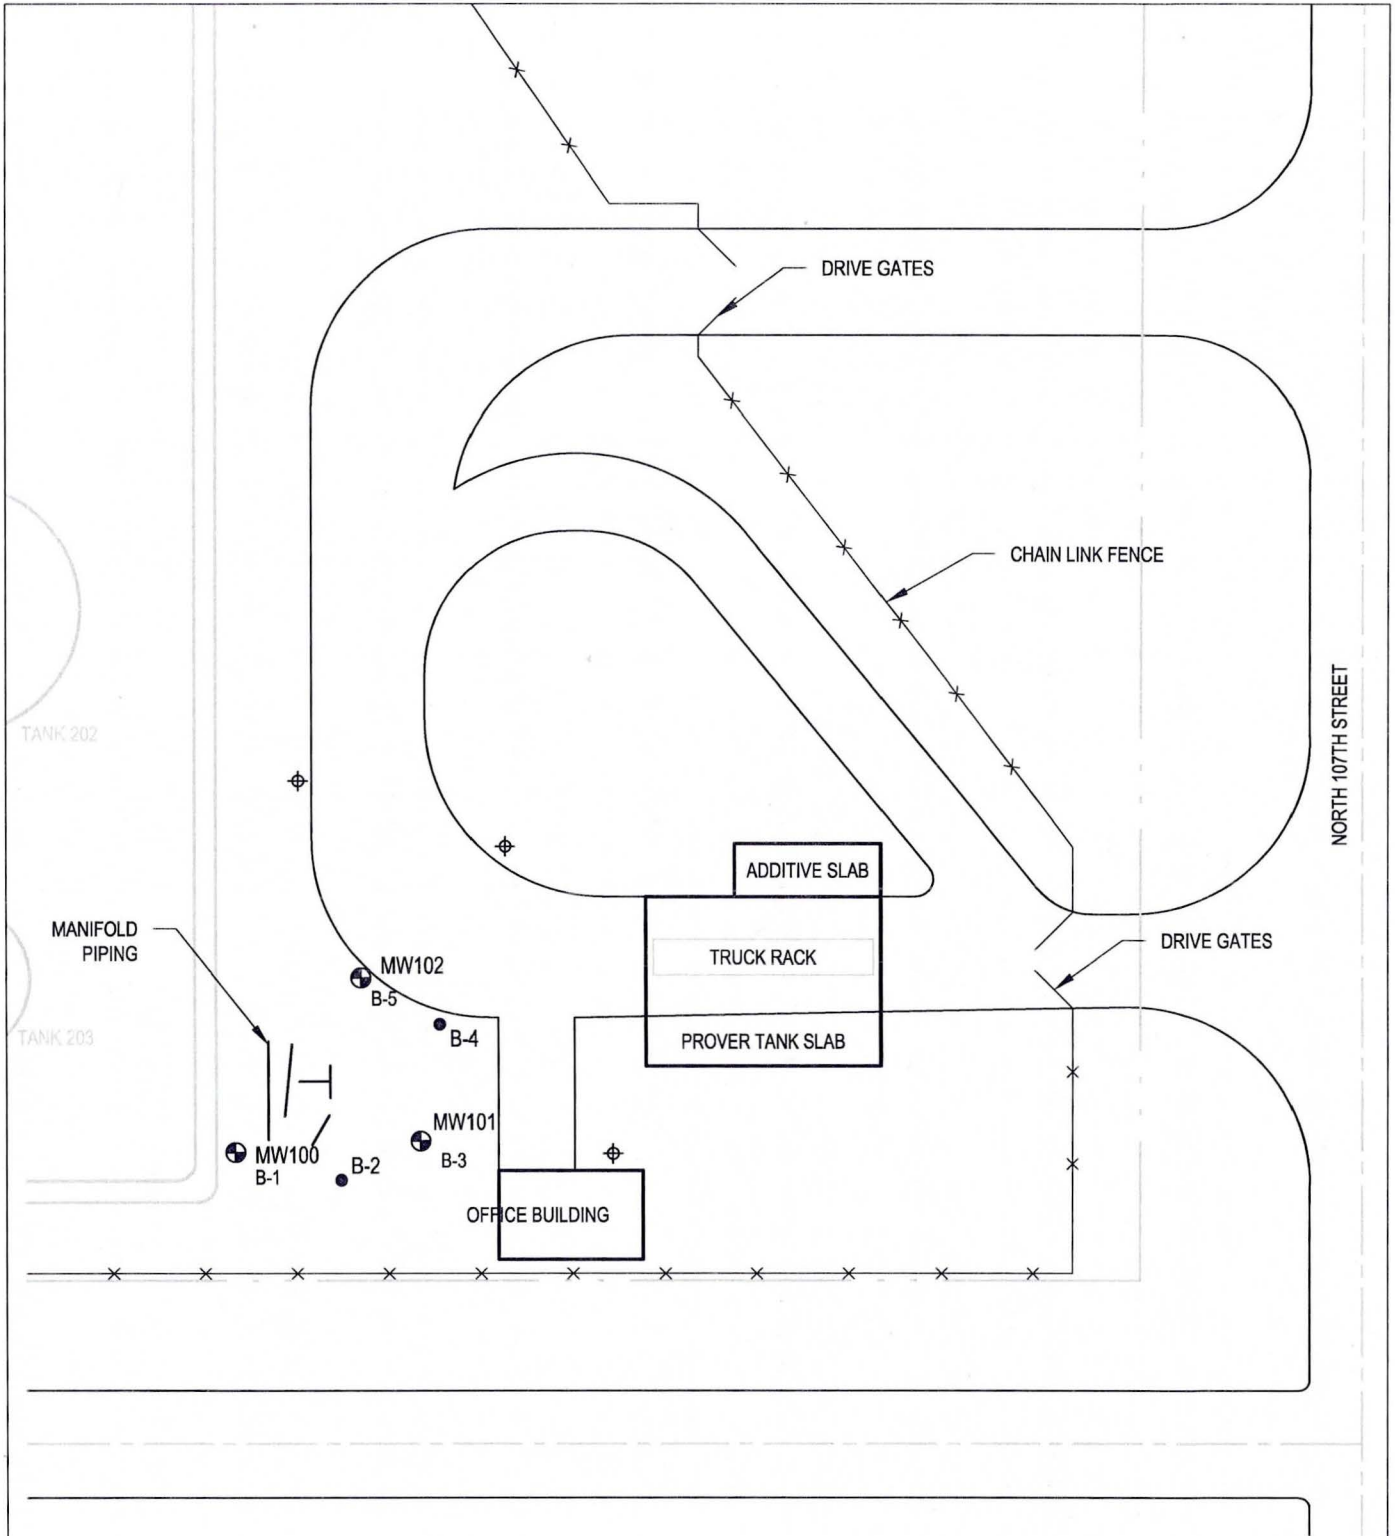 DRIVE GATES
CHAIN LINK FENCE
NORTH 107TH STREET
TANK 202
ADDITIVE SLAB
MANIFOLD
PIPING
TRUCK RACK
DRIVE GATES
MW102
B-5
B-4
TANK 203
PROVER TANK SLAB
MW101
B-3
MW100
B-1
B-2
OFFICE BUILDING